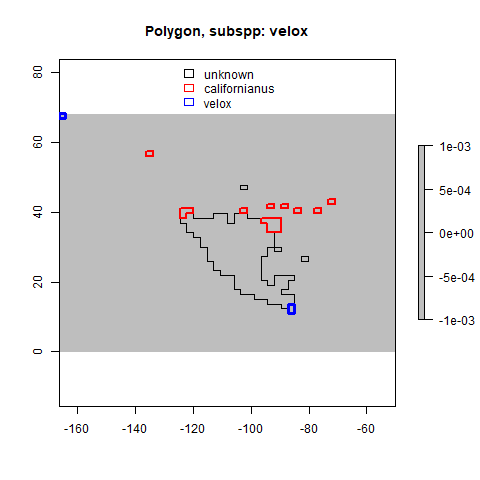 Polygon, subspp: velox
unknown
californianus
velox
80
60
40
20
0
-160
-140
-120
-100
-80
-60
1e-03
5e-04
0e+00
-5e-04
-1e-03